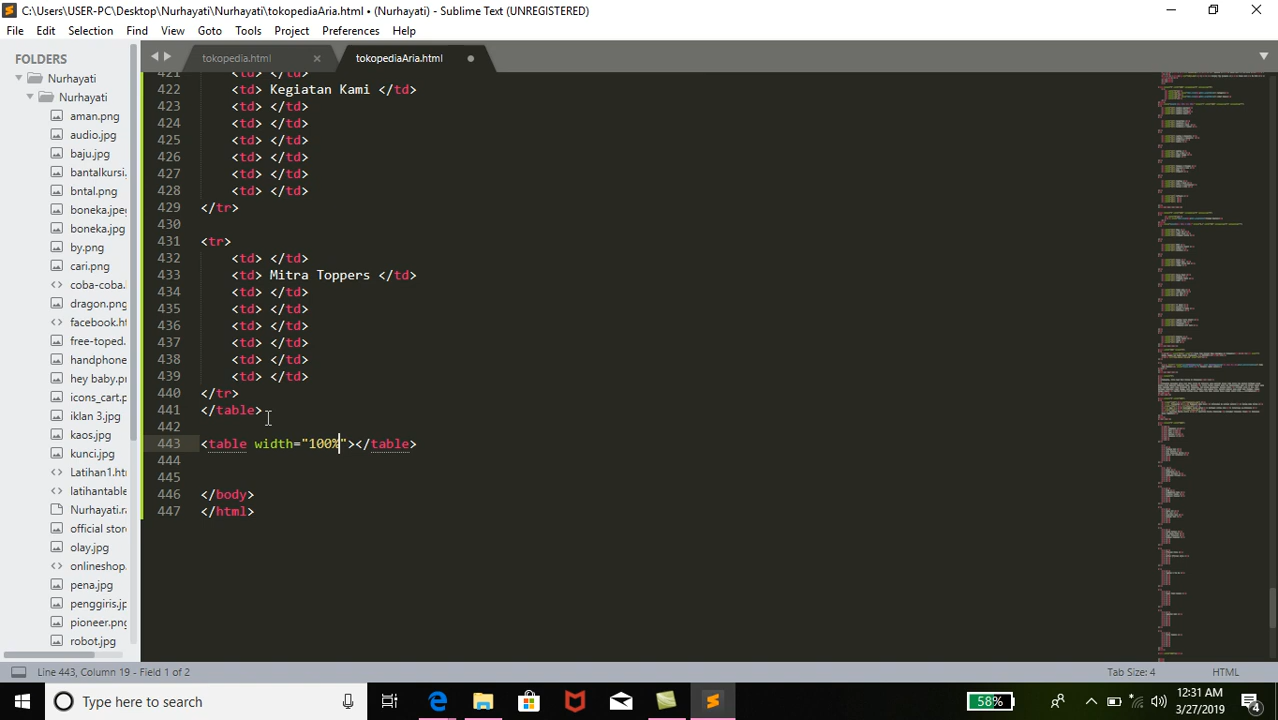 C:\Users\USER-PC\Desktop\Nurhayati\Nurhayati\tokopediaAria.html • (Nurhayati) - Sublime Text (UNREGISTERED)
File Edit Selection Find View Goto Tools Project Preferences Help
FOLDERS
Nurhayati
Nurhayati
aman.png
audio.jpg
baju.jpg
bantalkursi.
bntal.png
boneka.jpeg
boneka.jpg
by.png
cari.png
coba-coba.
dragon.png
facebook.ht
free-toped.
handphone
hey baby.pn
icons_cart.p
iklan 3.jpg
kaos.jpg
kunci.jpg
Latihan1.ht
latihantable
Nurhayati.ra
official store
olay.jpg
onlineshop.
pena.jpg
penggiris.jp
pioneer.png
robot.jpg
tokopedia.html × tokopediaAria.html
421 <td> </td>
422 <td> Kegiatan Kami </td>
423 <td> </td>
424 <td> </td>
425 <td> </td>
426 <td> </td>
427 <td> </td>
428 <td> </td>
429 </tr>
430
431 <tr>
432 <td> </td>
433 <td> Mitra Toppers </td>
434 <td> </td>
435 <td> </td>
436 <td> </td>
437 <td> </td>
438 <td> </td>
439 <td> </td>
440 </tr>
441 </table>
442
443 <table width="100%"></table>
444
445
446 </body>
447 </html>
Line 443, Column 19 - Field 1 of 2 Tab Size: 4 HTML
Type here to search 58% 12:31 AM
3/27/2019 4